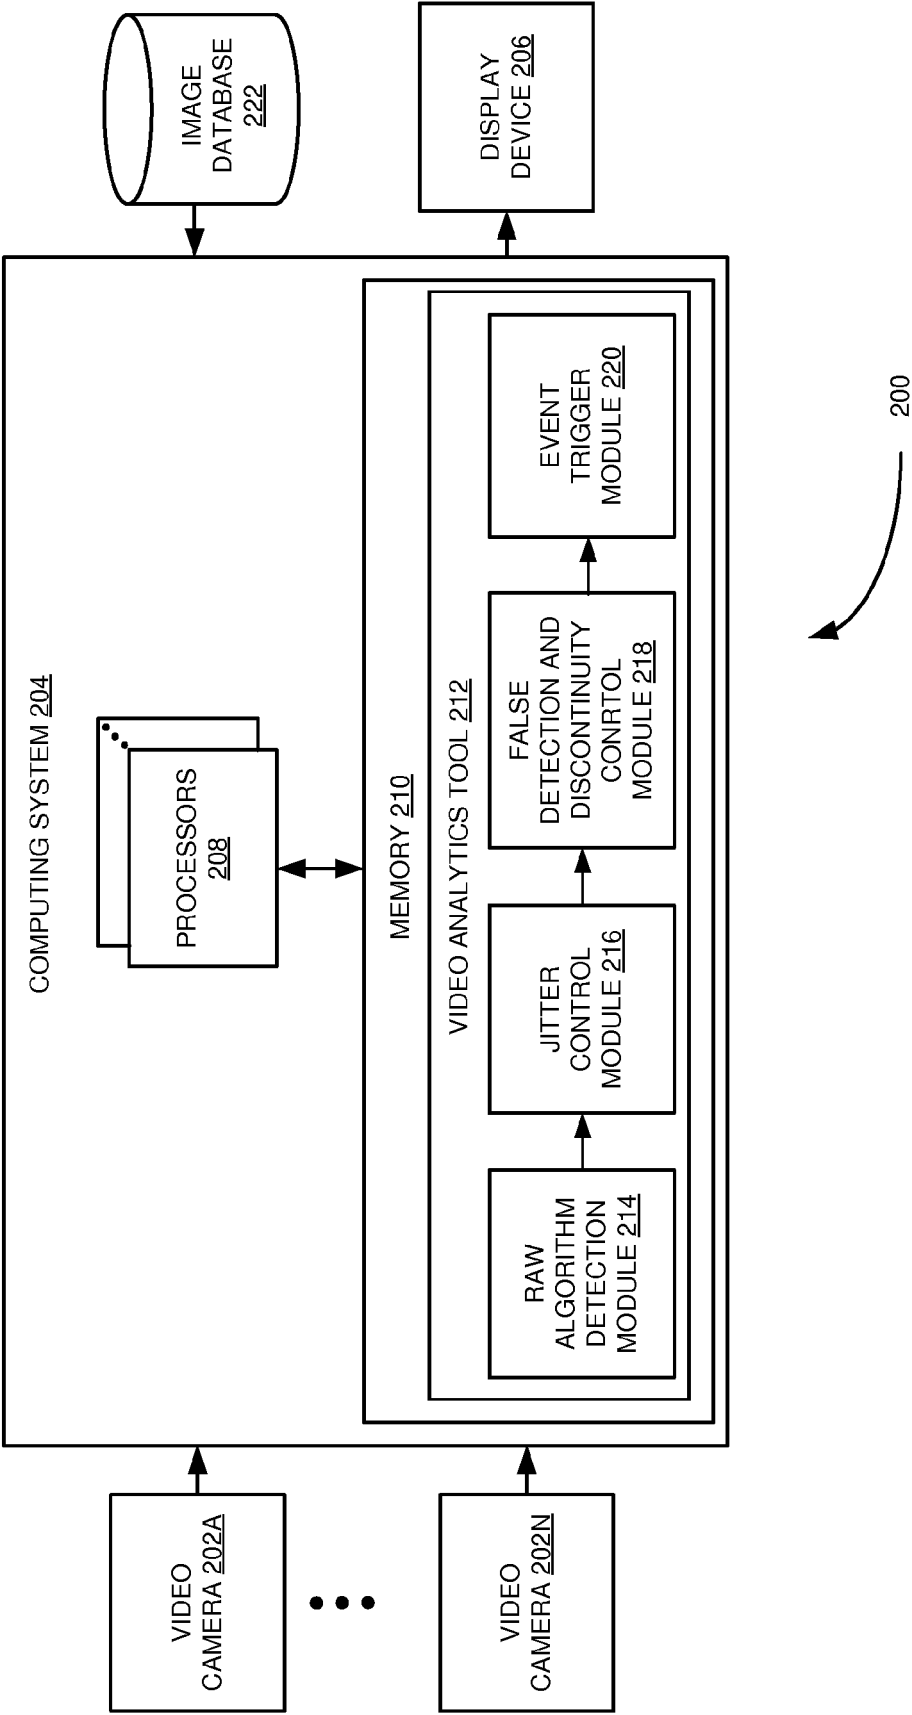 COMPUTING SYSTEM 204
VIDEO
CAMERA 202A
VIDEO
CAMERA 202N
PROCESSORS
208
MEMORY 210
VIDEO ANALYTICS TOOL 212
RAW
ALGORITHM
DETECTION
MODULE 214
JITTER
CONTROL
MODULE 216
FALSE
DETECTION AND
DISCONTINUITY
CONRTOL
MODULE 218
EVENT
TRIGGER
MODULE 220
IMAGE
DATABASE
222
DISPLAY
DEVICE 206
200